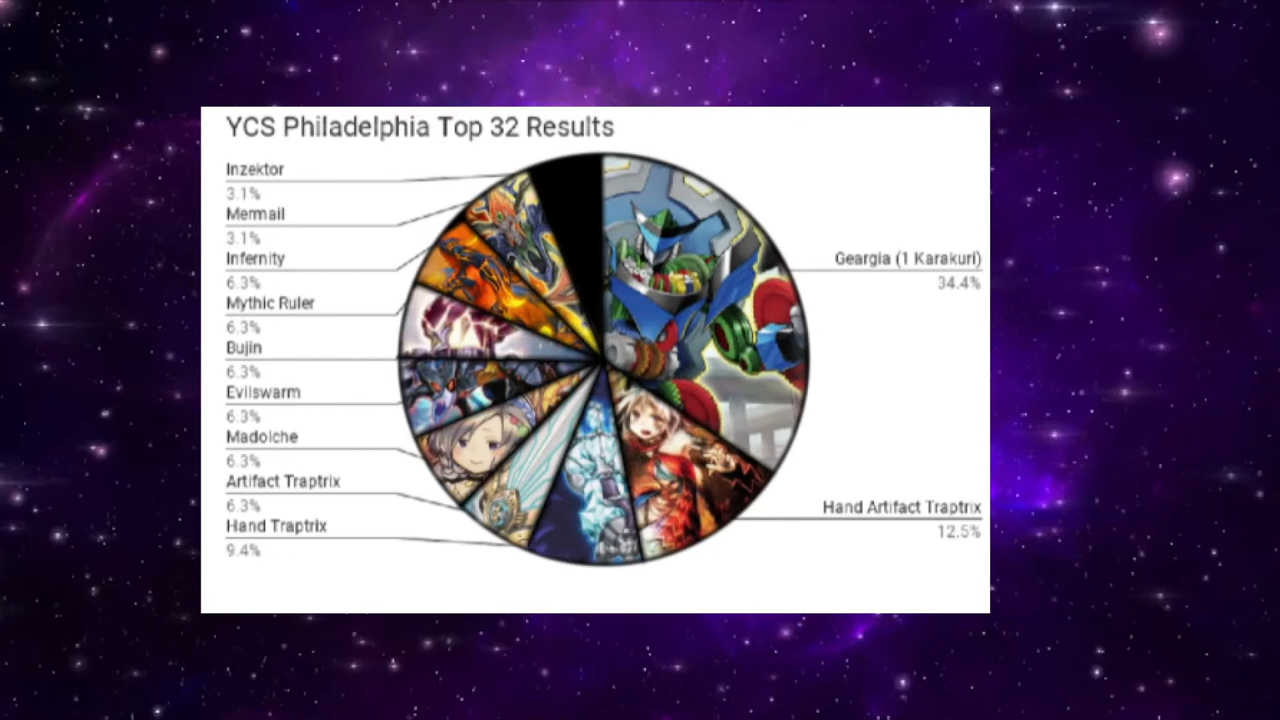 YCS Philadelphia Top 32 Results
Inzektor
3.1%
Mermail
3.1%
Infernity
6.3%
Mythic Ruler
6.3%
Bujin
6.3%
Evilswarm
6.3%
Madolche
6.3%
Artifact Traptrix
6.3%
Hand Traptrix
9.4%
Geargia (1 Karakuri)
34.4%
Hand Artifact Traptrix
12.5%